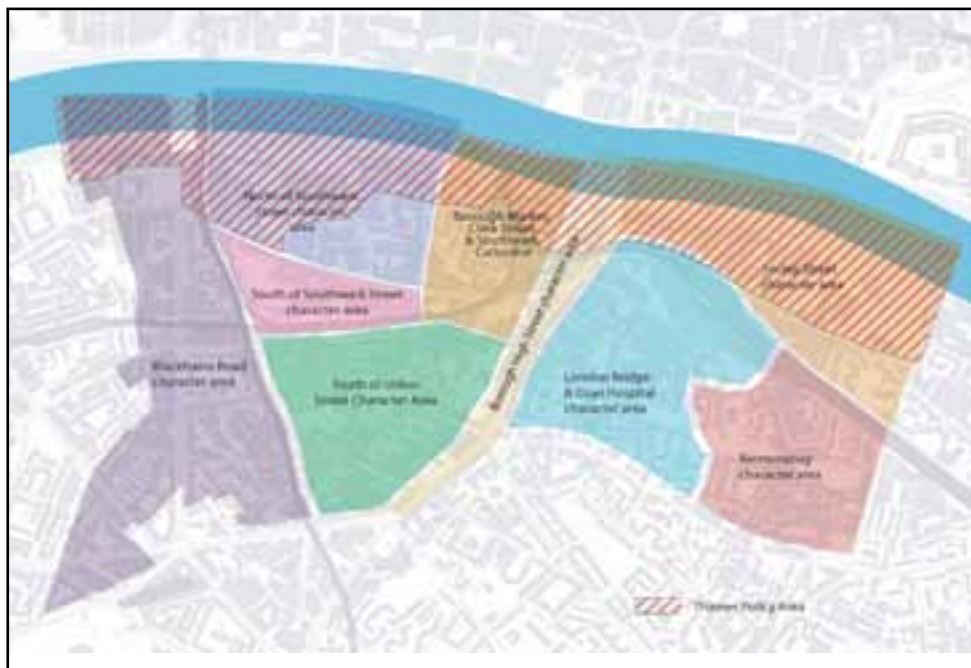 North of Southwark
Street character
area
Borough Market,
Clink Street
& Southwark
Cathedral
Tooley Street
character area
South of Southwark Street
character area
Borough High Street character area
Blackfriars Road
character area
South of Union
Street Character Area
London Bridge
& Guys Hospital
character area
Bermondsey
character area
Thames Policy Area